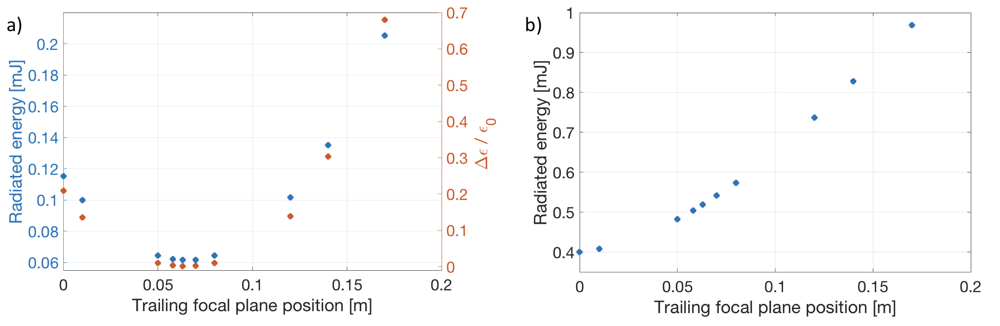 a)
Radiated energy [mJ]
0.2
0.18
0.16
0.14
0.12
0.1
0.08
0.06
0.7
0.6
0.5
0.4
0.3
0.2
0.1
0
Δϵ / ϵ0
0 0.05 0.1 0.15 0.2
Trailing focal plane position [m]
b)
Radiated energy [mJ]
1
0.9
0.8
0.7
0.6
0.5
0.4
0 0.05 0.1 0.15 0.2
Trailing focal plane position [m]